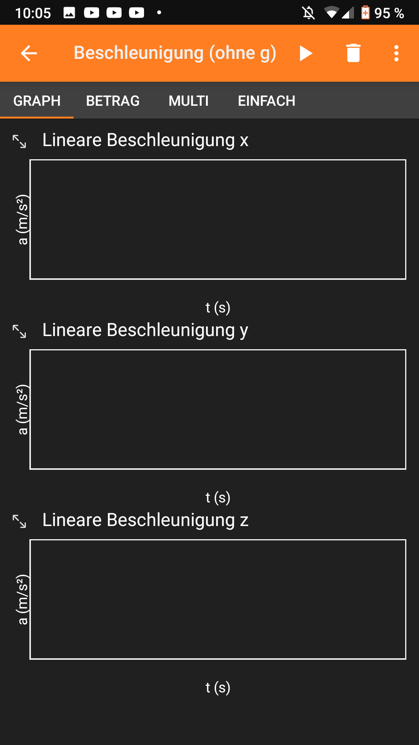 10:05
95 %
Beschleunigung (ohne g)
GRAPH BETRAG MULTI EINFACH
Lineare Beschleunigung x
a (m/s²)
t (s)
Lineare Beschleunigung y
a (m/s²)
t (s)
Lineare Beschleunigung z
a (m/s²)
t (s)